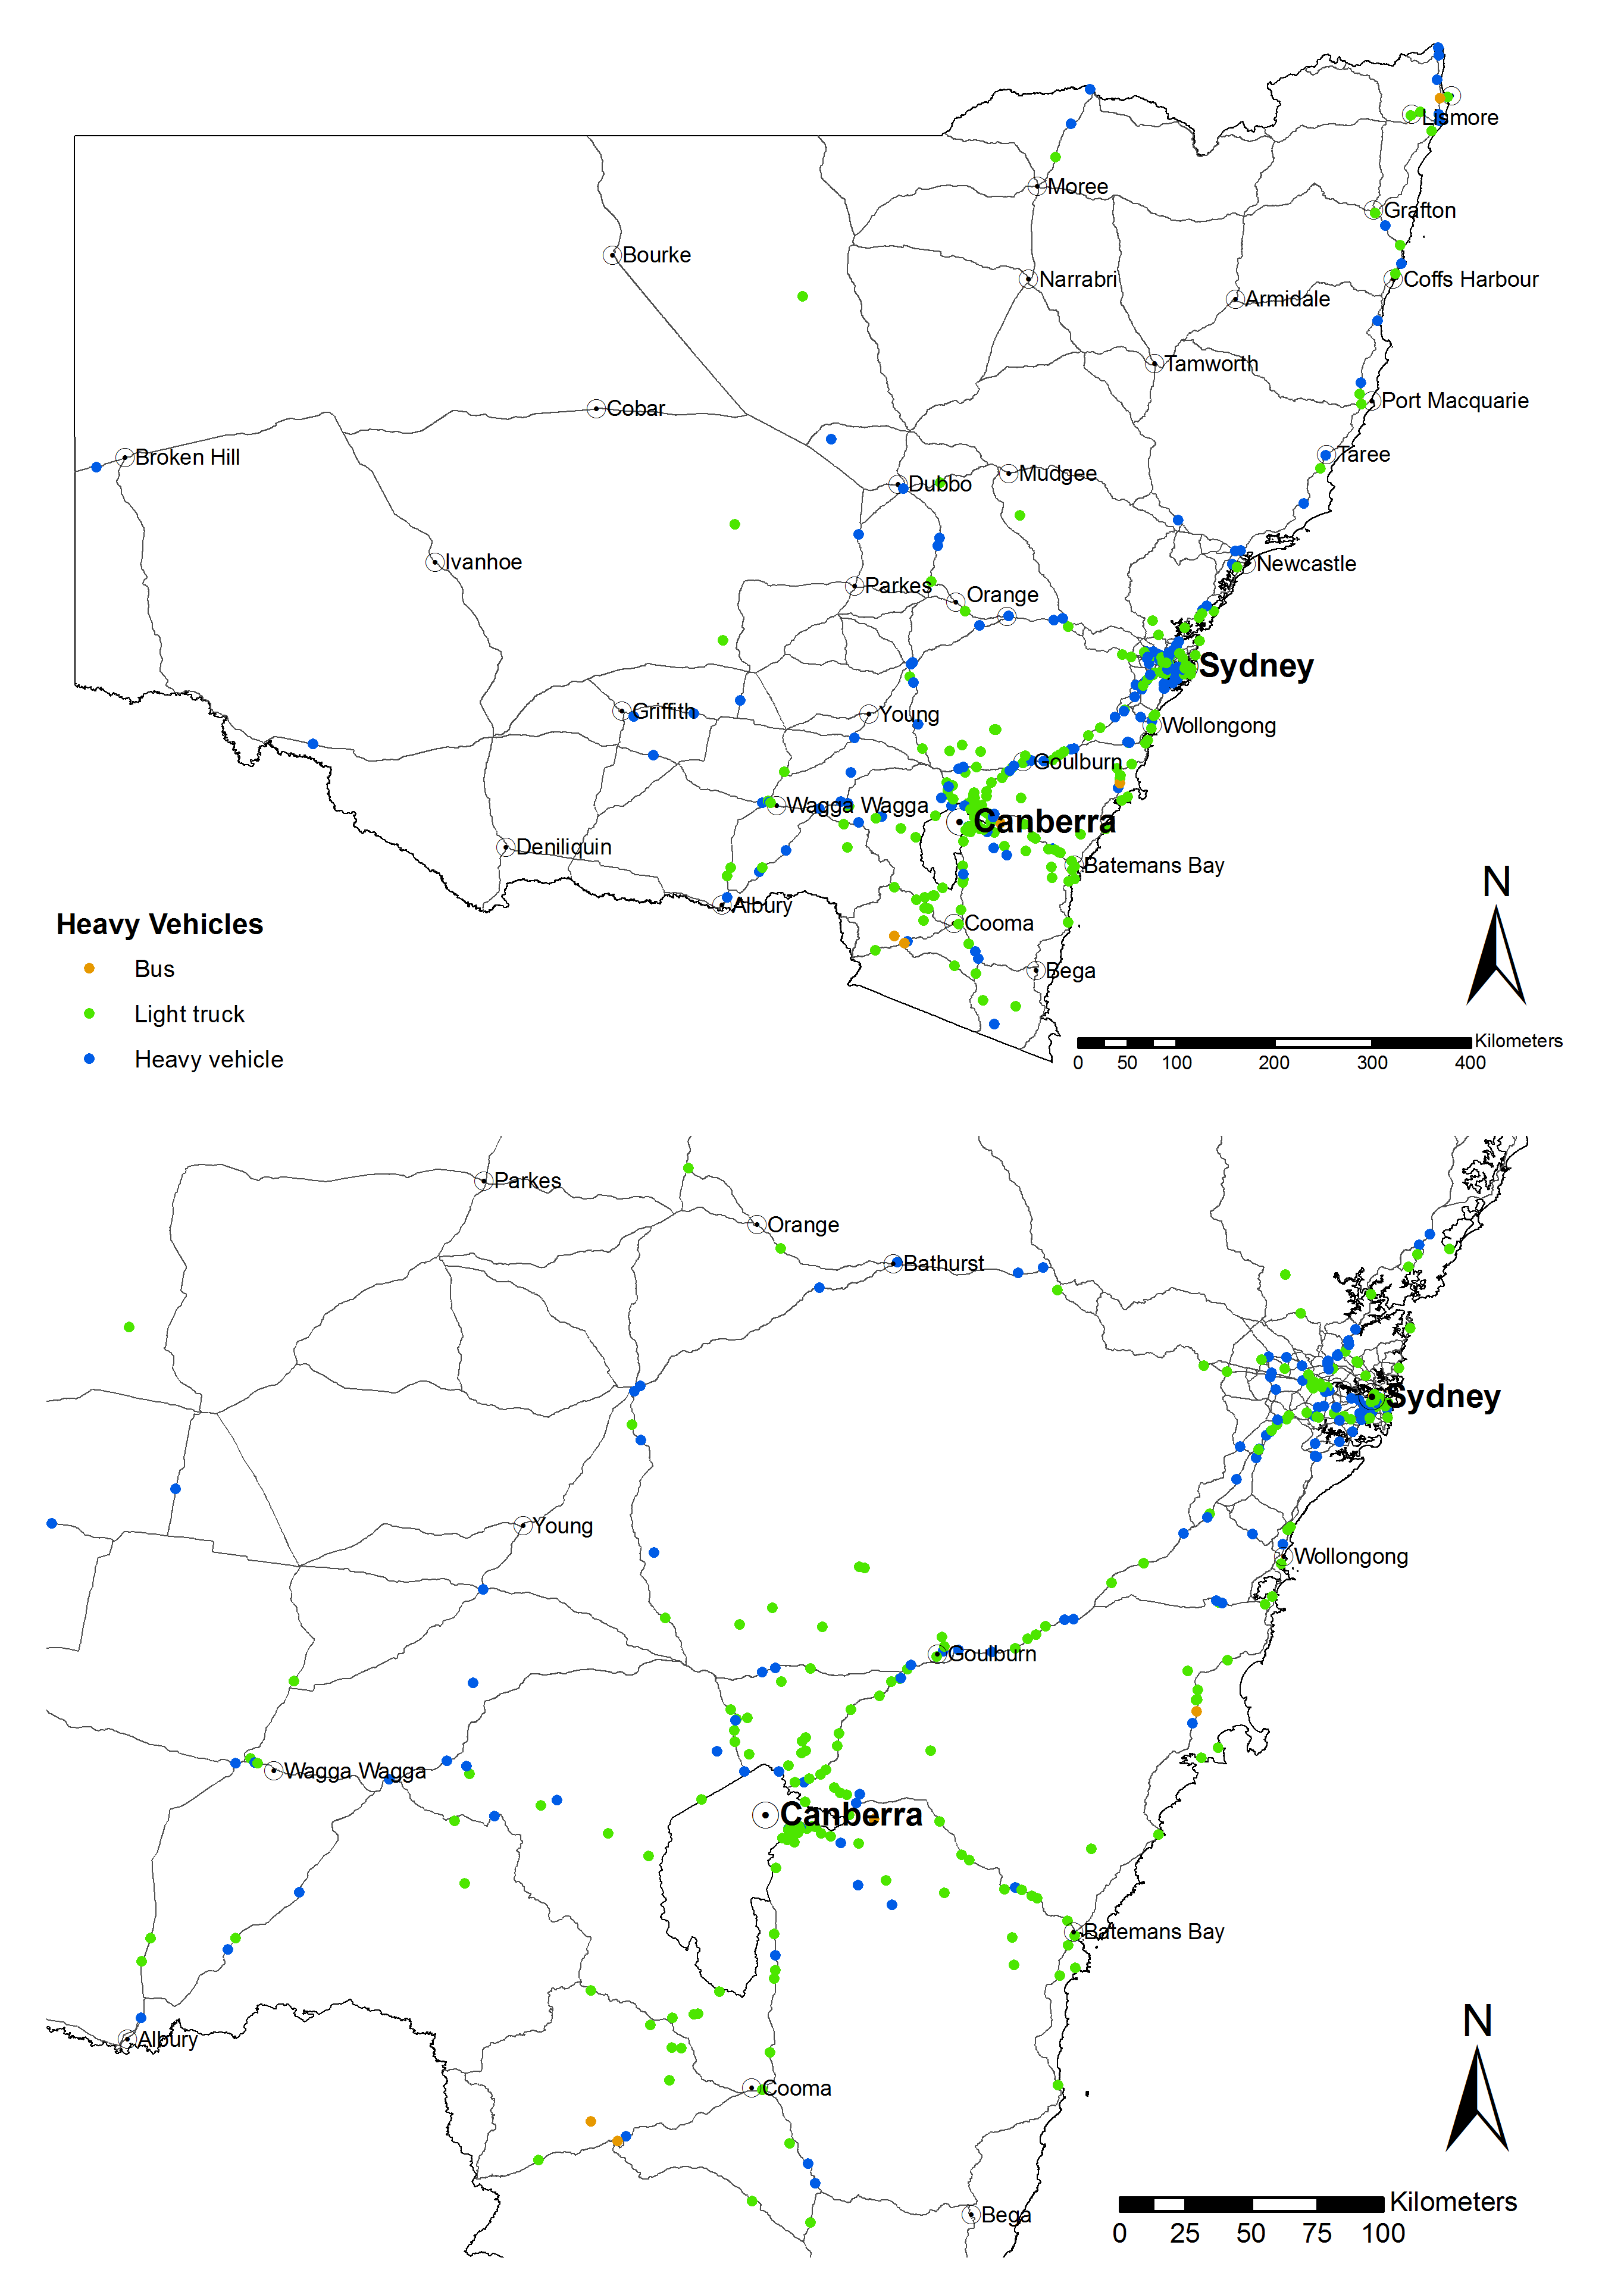 Lismore
Moree
Grafton
Bourke
Narrabri
Coffs Harbour
Armidale
Tamworth
Cobar
Port Macquarie
Broken Hill
Taree
Mudgee
Dubbo
Ivanhoe
Newcastle
Parkes
Orange
Sydney
Griffith
Young
Wollongong
Goulburn
Wagga Wagga
Canberra
Deniliquin
Batemans Bay
N
Albury
Cooma
Bega
Heavy Vehicles
Bus
Light truck
Heavy vehicle
Kilometers
0 50 100 200 300 400
Parkes
Orange
Bathurst
Sydney
Young
Wollongong
Goulburn
Wagga Wagga
Canberra
Batemans Bay
N
Albury
Cooma
Bega
Kilometers
0 25 50 75 100